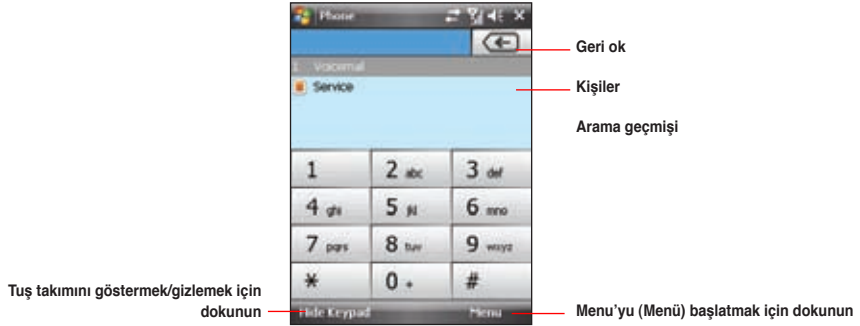 Phone
Geri ok
1 Voicemail
Service
Kişiler
Arama geçmişi
1
2 abc
3 def
4 ghi
5 jkl
6 mno
7 pqrs
8 tuv
9 wxyz
*
0 +
#
Tuş takımını göstermek/gizlemek için
dokunun
Hide Keypad
Menu
Menu'yu (Menü) başlatmak için dokunun